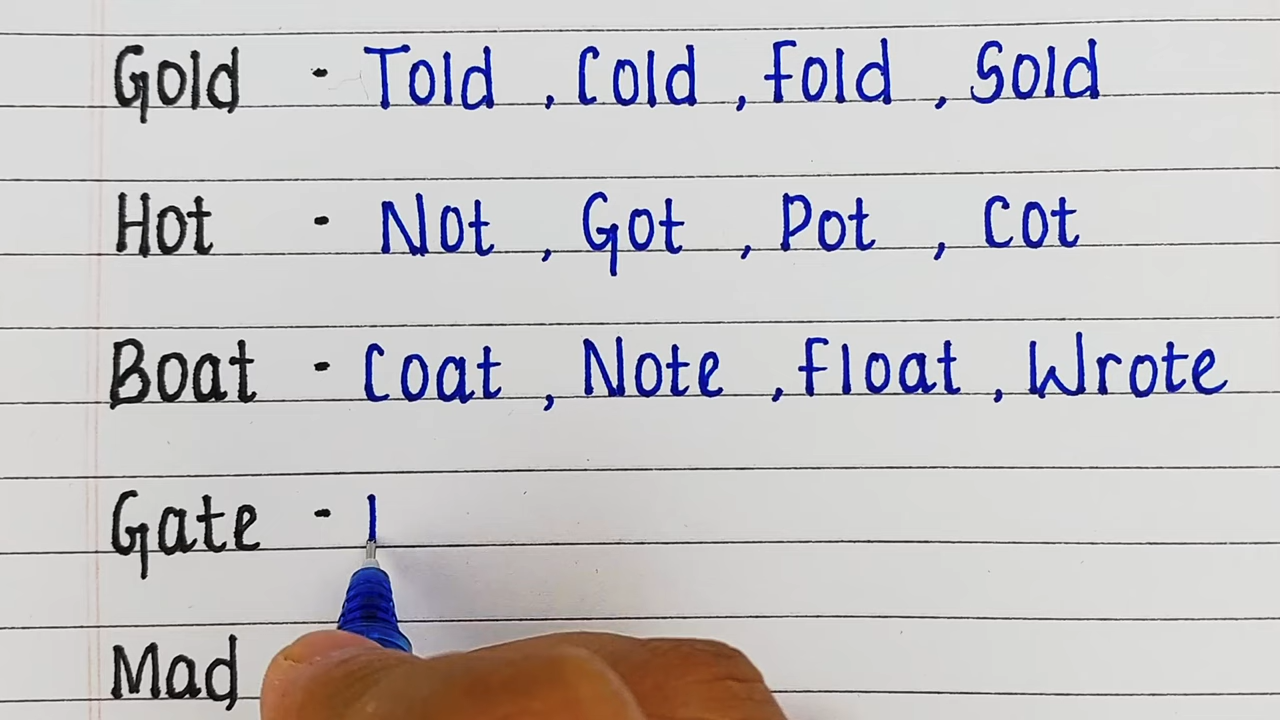 Gold - Told , Cold , Fold , Sold
Hot - Not , Got , Pot , Cot
Boat - Coat , Note , Float , Wrote
Gate -
Mad